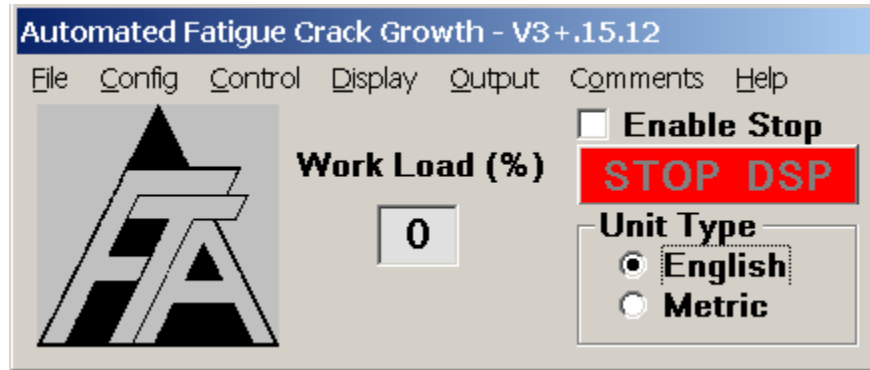 Automated Fatigue Crack Growth - V3+.15.12
File Config Control Display Output Comments Help
FTA
Work Load (%)
0
Enable Stop
STOP DSP
Unit Type
English
Metric